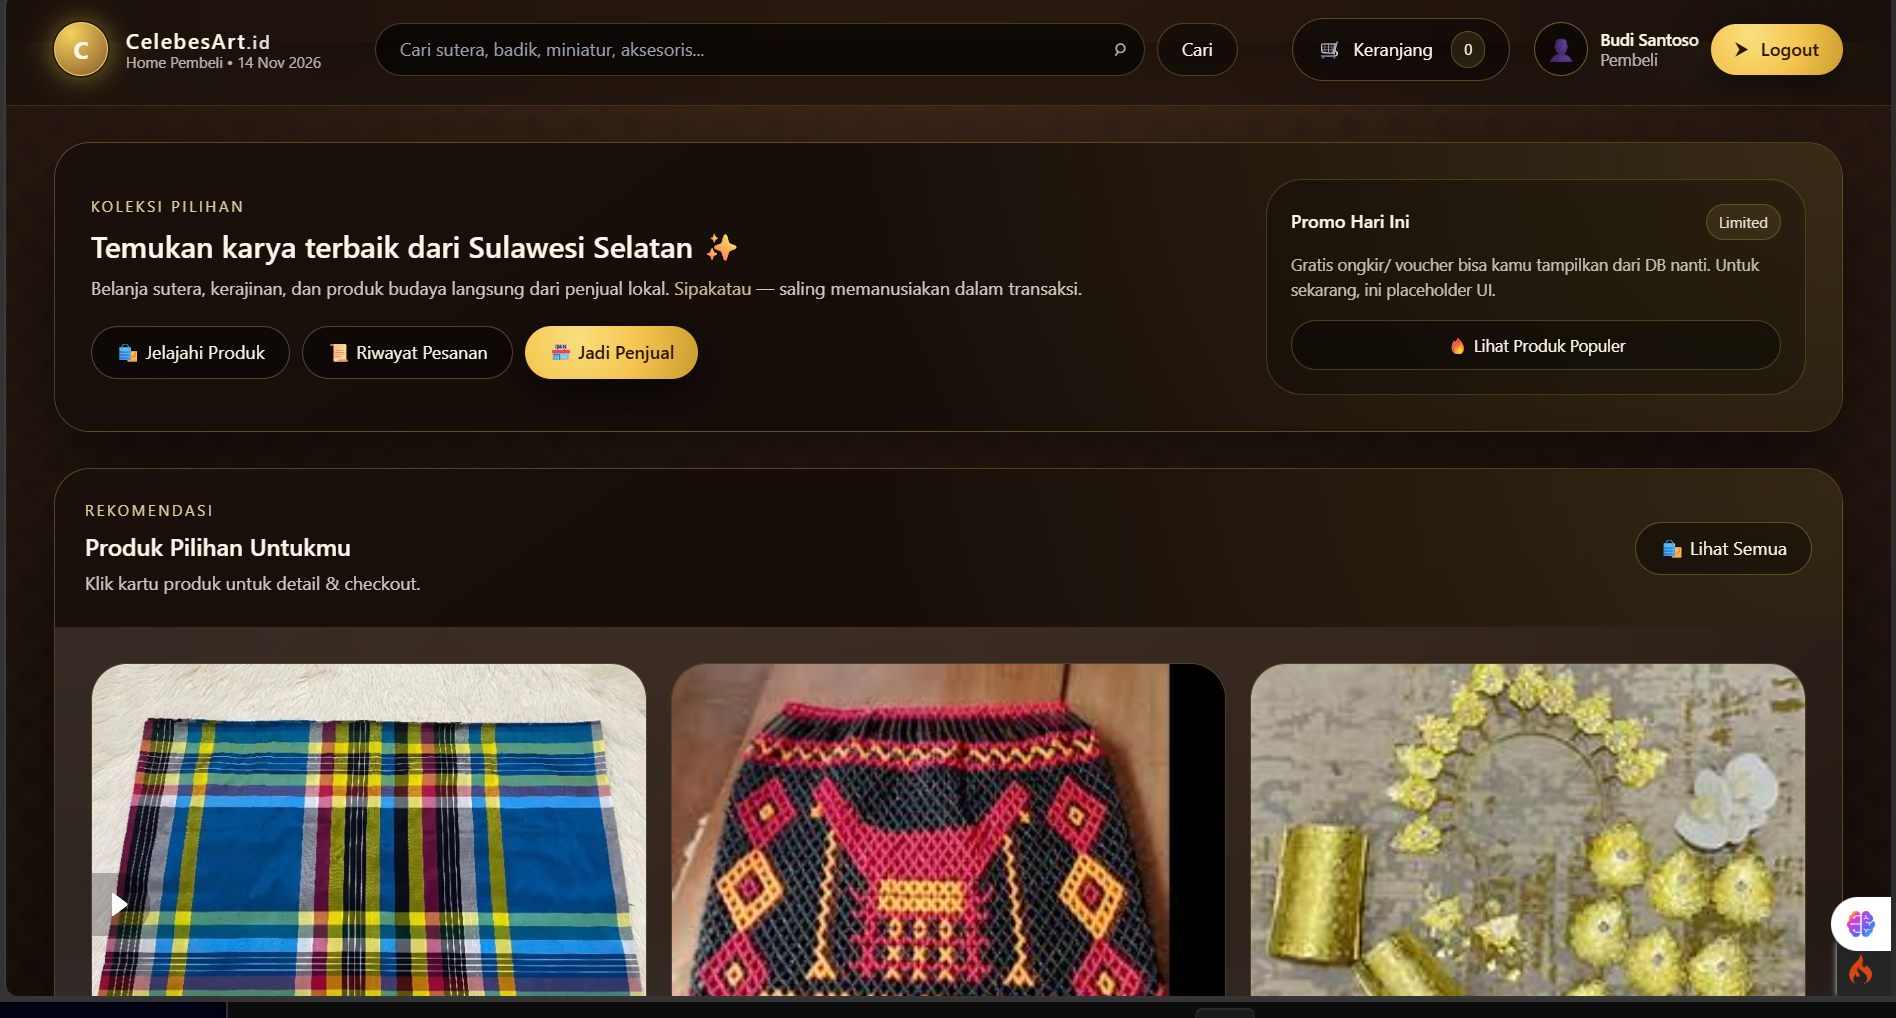 C
CelebesArt.id
Home Pembeli • 14 Nov 2026
Cari sutera, badik, miniatur, aksesoris...
Cari
Keranjang 0
Budi Santoso
Pembeli
➤ Logout
KOLEKSI PILIHAN
Temukan karya terbaik dari Sulawesi Selatan ✨
Belanja sutera, kerajinan, dan produk budaya langsung dari penjual lokal. Sipakatau — saling memanusiakan dalam transaksi.
Jelajahi Produk
Riwayat Pesanan
Jadi Penjual
Promo Hari Ini
Limited
Gratis ongkir/ voucher bisa kamu tampilkan dari DB nanti. Untuk
sekarang, ini placeholder UI.
Lihat Produk Populer
REKOMENDASI
Produk Pilihan Untukmu
Klik kartu produk untuk detail & checkout.
Lihat Semua